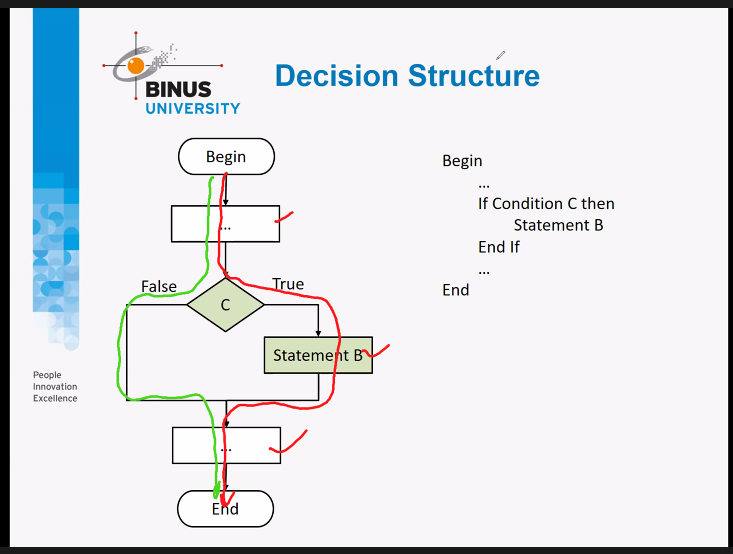 BINUS
UNIVERSITY
Decision Structure
Begin
...
False
True
C
Statement B
...
End
Begin
...
If Condition C then
Statement B
End If
...
End
People
Innovation
Excellence